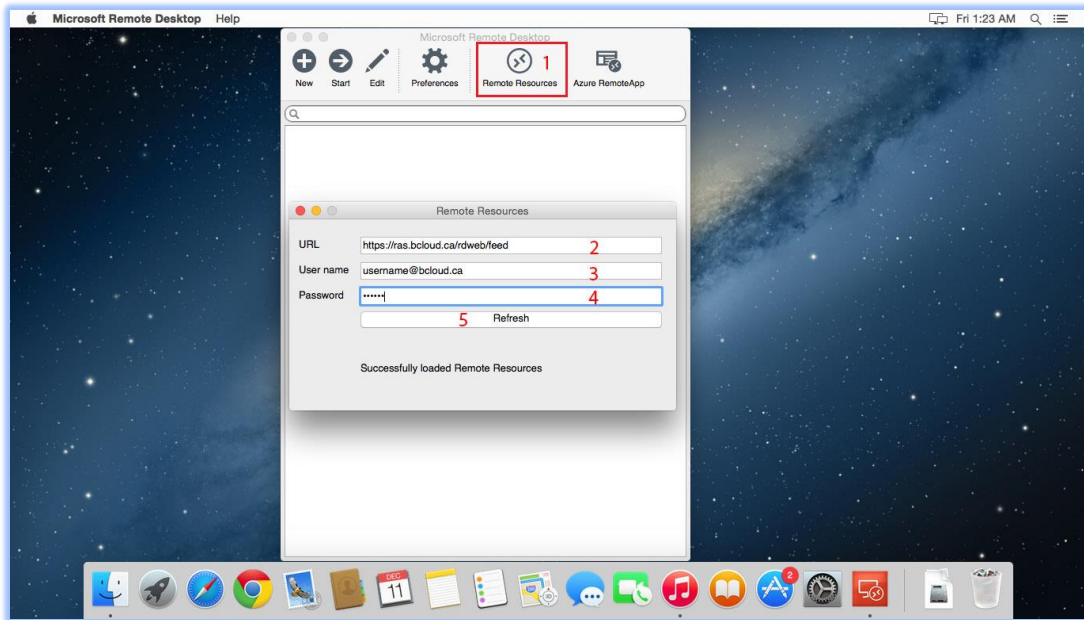 Microsoft Remote Desktop Help Fri 1:23 AM
Microsoft Remote Desktop
1
New Start Edit Preferences Remote Resources Azure RemoteApp
Remote Resources
URL https://ras.bcloud.ca/rdweb/feed 2
User name username@bcloud.ca 3
Password •••••• 4
5 Refresh
Successfully loaded Remote Resources
DEC
11
3D
2